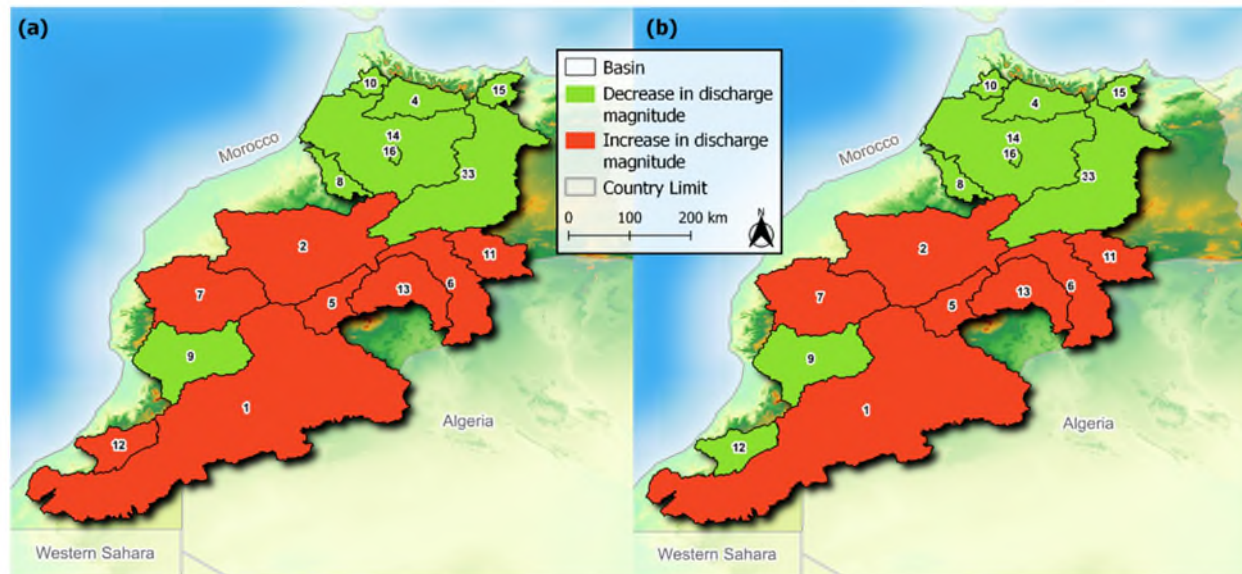 (a)
10
4
15
14
16
33
8
Morocco
2
11
7
5
13
6
9
1
12
Algeria
Western Sahara
Basin
Decrease in discharge
magnitude
Increase in discharge
magnitude
Country Limit
0 100 200 km
N
(b)
10
4
15
14
16
33
8
Morocco
2
11
7
5
13
6
9
1
12
Algeria
Western Sahara